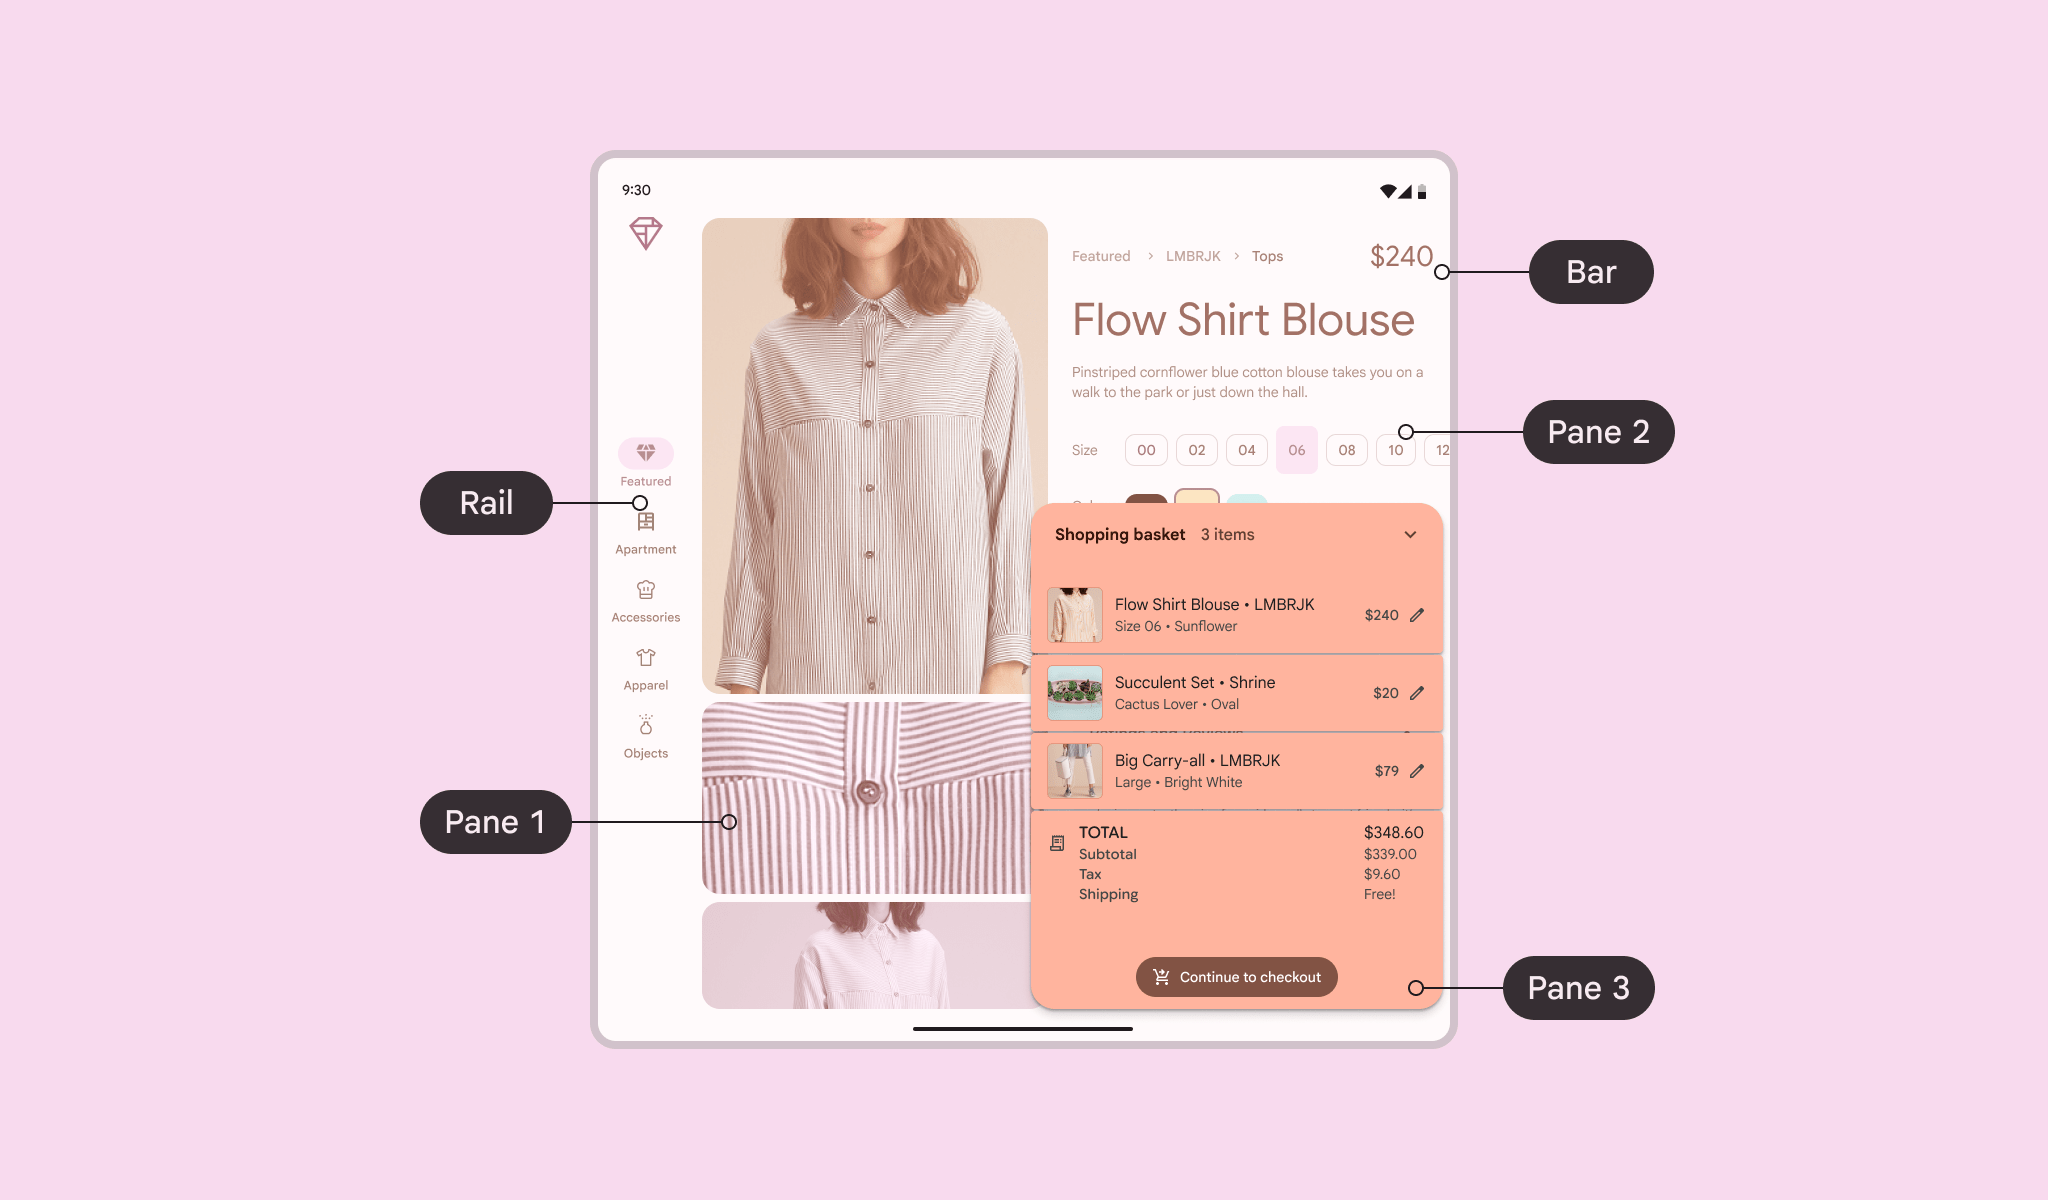 9:30
Featured > LMBRJK > Tops
$240
Bar
Flow Shirt Blouse
Pinstriped cornflower blue cotton blouse takes you on a
walk to the park or just down the hall.
Pane 2
Size 00 02 04 06 08 10 12
Rail
Featured
Apartment
Accessories
Apparel
Objects
Pane 1
Shopping basket 3 items
Flow Shirt Blouse • LMBRJK
Size 06 • Sunflower
$240
Succulent Set • Shrine
Cactus Lover • Oval
$20
Big Carry-all • LMBRJK
Large • Bright White
$79
TOTAL $348.60
Subtotal $339.00
Tax $9.60
Shipping Free!
Continue to checkout
Pane 3